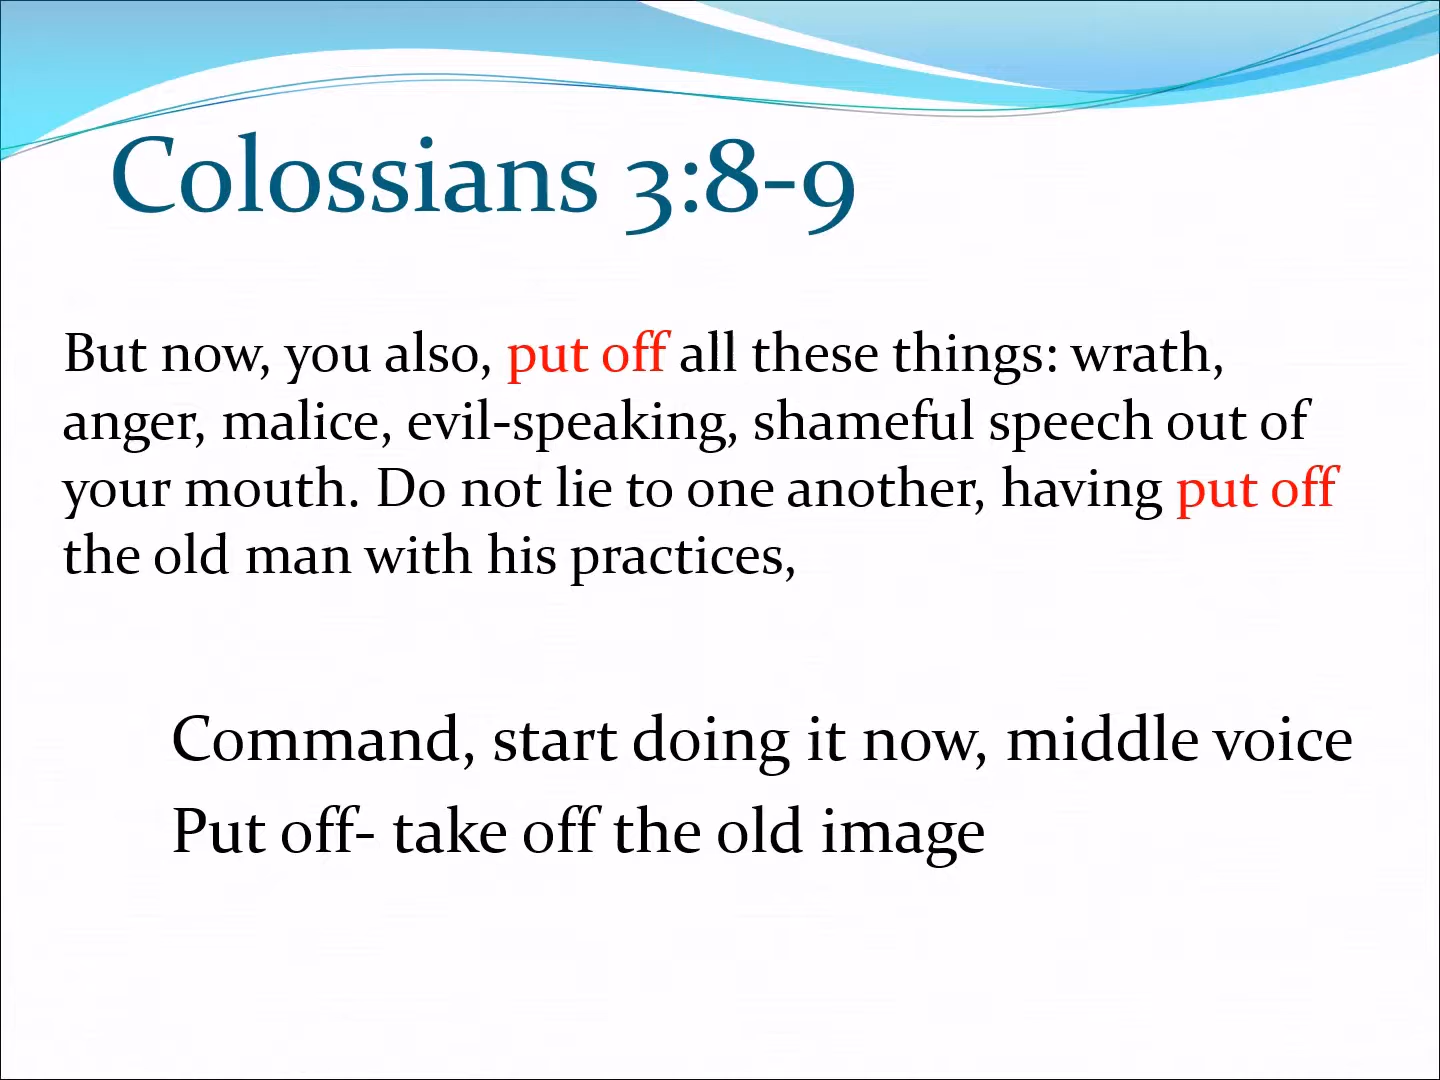 Colossians 3:8-9
But now, you also, put off all these things: wrath,
anger, malice, evil-speaking, shameful speech out of
your mouth. Do not lie to one another, having put off
the old man with his practices,
Command, start doing it now, middle voice
Put off- take off the old image